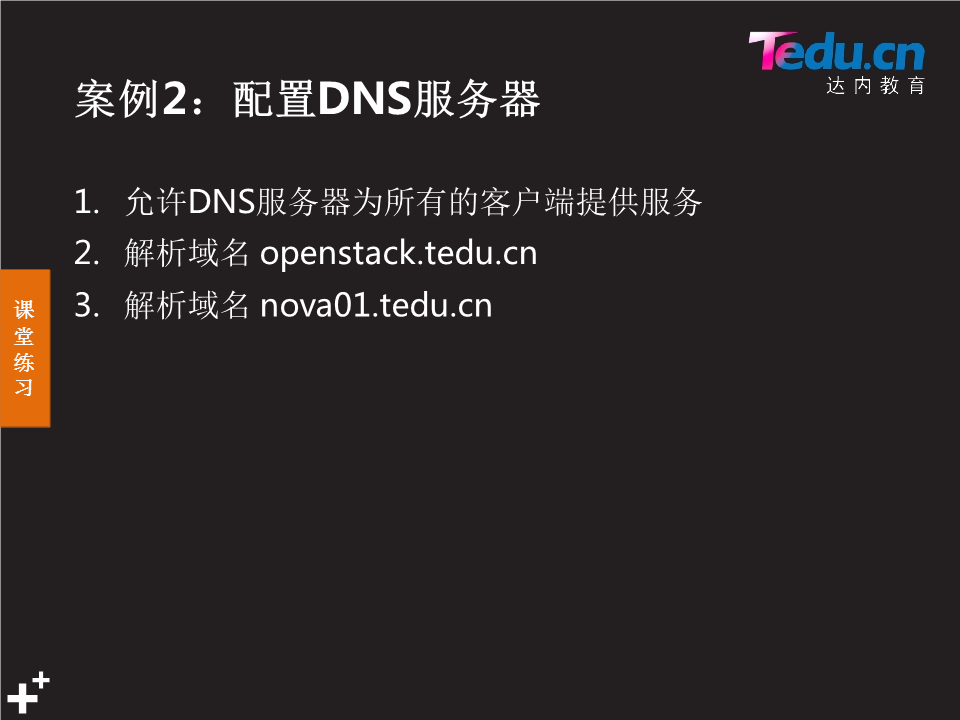 Tedu.cn
达内教育
案例2：配置DNS服务器
1. 允许DNS服务器为所有的客户端提供服务
2. 解析域名 openstack.tedu.cn
3. 解析域名 nova01.tedu.cn
课
堂
练
习